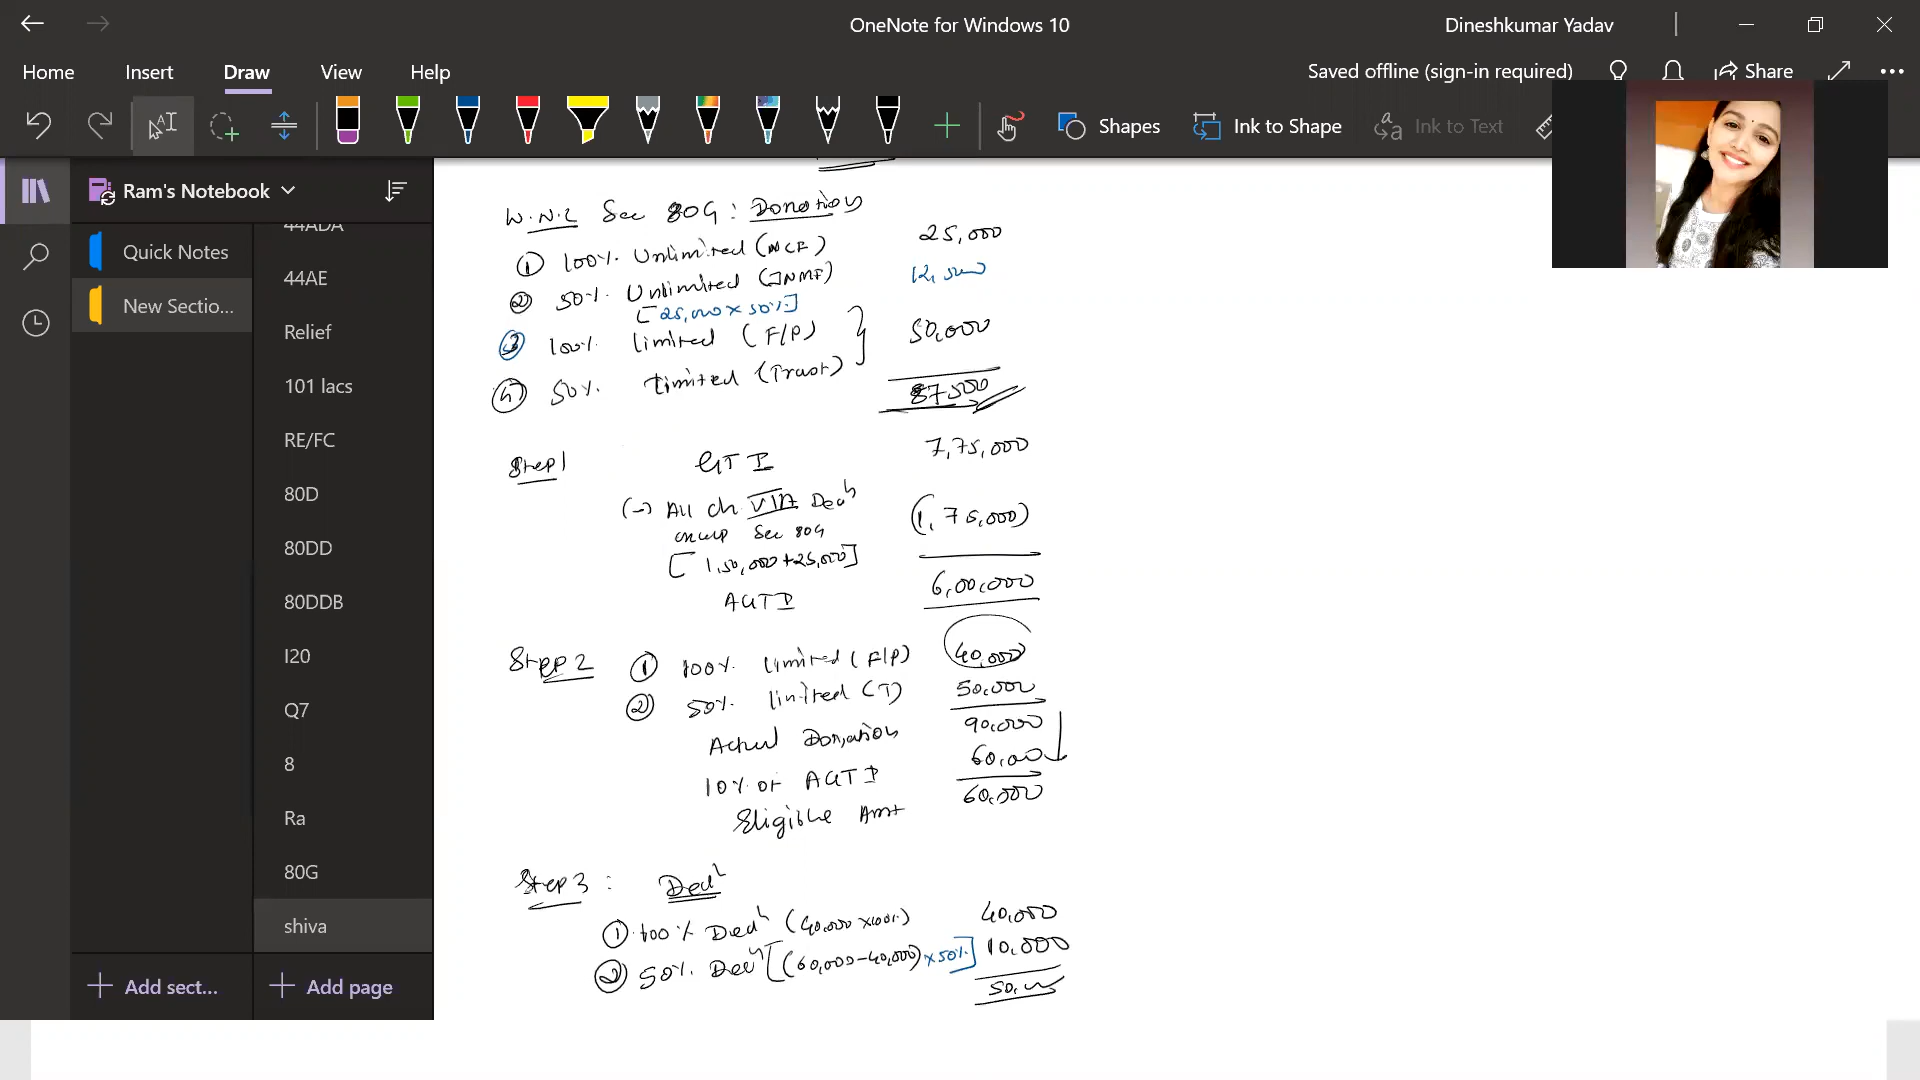 OneNote for Windows 10
Dineshkumar Yadav
Home Insert Draw View Help
Saved offline (sign-in required)
Share
Shapes
Ink to Shape
Ink to Text
Ram's Notebook
Quick Notes
New Sectio...
44ADA
44AE
Relief
101 lacs
RE/FC
80D
80DD
80DDB
I20
Q7
8
Ra
80G
shiva
Add sect...
Add page
W.N.2 Sec 80G : Donations
① 100% Unlimited (NCF) 25,000
② 50% Unlimited (JNMF) 12,500
[25,000 x 50%]
③ 100% limited (F/P) 50,000
④ 50% limited (Trust)
87,500
Step 1 GTI 7,75,000
(-) All ch. VIA Dedn (1,75,000)
Sec 80G
[1,50,000 + 25,000]
AGTI 6,00,000
Step 2 ① 100% limited (F/P) 40,000
② 50% limited (T) 50,000
Actual Donations 90,000
10% of AGTI 60,000
Eligible Amt 60,000
Step 3 : Dedn
① 100% Dedn (40,000 x 100%) 40,000
② 50% Dedn [(60,000 - 40,000) x 50%] 10,000
50,000